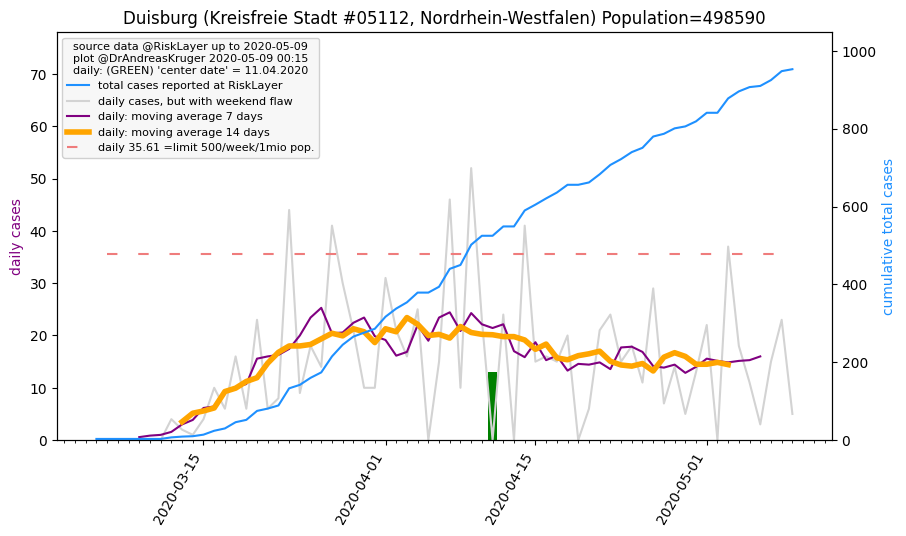 Duisburg (Kreisfreie Stadt #05112, Nordrhein-Westfalen) Population=498590
source data @RiskLayer up to 2020-05-09
plot @DrAndreasKruger 2020-05-09 00:15
daily: (GREEN) 'center date' = 11.04.2020
total cases reported at RiskLayer
daily cases, but with weekend flaw
daily: moving average 7 days
daily: moving average 14 days
daily 35.61 =limit 500/week/1mio pop.
daily cases
70
60
50
40
30
20
10
0
cumulative total cases
1000
800
600
400
200
0
2020-03-15
2020-04-01
2020-04-15
2020-05-01